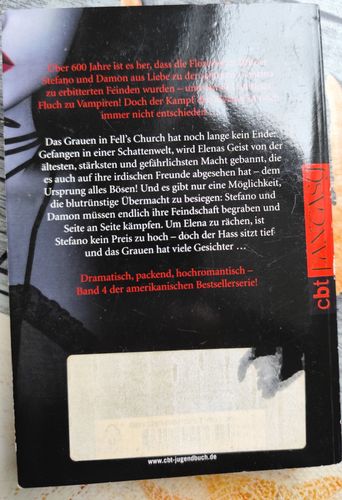 Über 600 Jahre ist es her, dass die
Stefano und Damon aus Liebe zu der
zu erbitterten Feinden wurden –
Fluch zu Vampiren! Doch der Kampf
immer nicht entschieden
Das Grauen in Fell's Church hat noch lange kein Ende:
Gefangen in einer Schattenwelt, wird Elenas Geist von der
ältesten, stärksten und gefährlichsten Macht gebannt, die
es auch auf ihre irdischen Freunde abgesehen hat – dem
Ursprung alles Bösen! Und es gibt nur eine Möglichkeit,
die blutrünstige Übermacht zu besiegen: Stefano und
Damon müssen endlich ihre Feindschaft begraben und
Seite an Seite kämpfen. Um Elena zu rächen, ist
Stefano kein Preis zu hoch – doch der Hass sitzt tief
und das Grauen hat viele Gesichter ...
Dramatisch, packend, hochromantisch –
Band 4 der amerikanischen Bestsellerserie!
cbt
www.cbt-jugendbuch.de